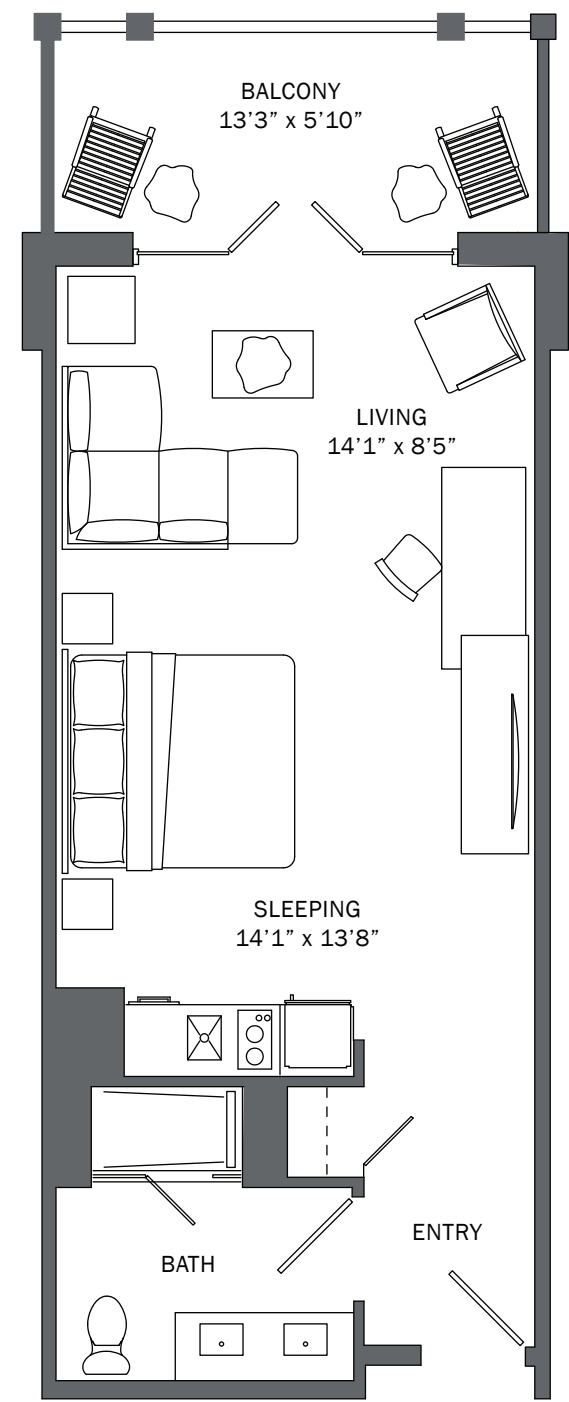 BALCONY
13’3” x 5’10”
LIVING
14’1” x 8’5”
SLEEPING
14’1” x 13’8”
ENTRY
BATH